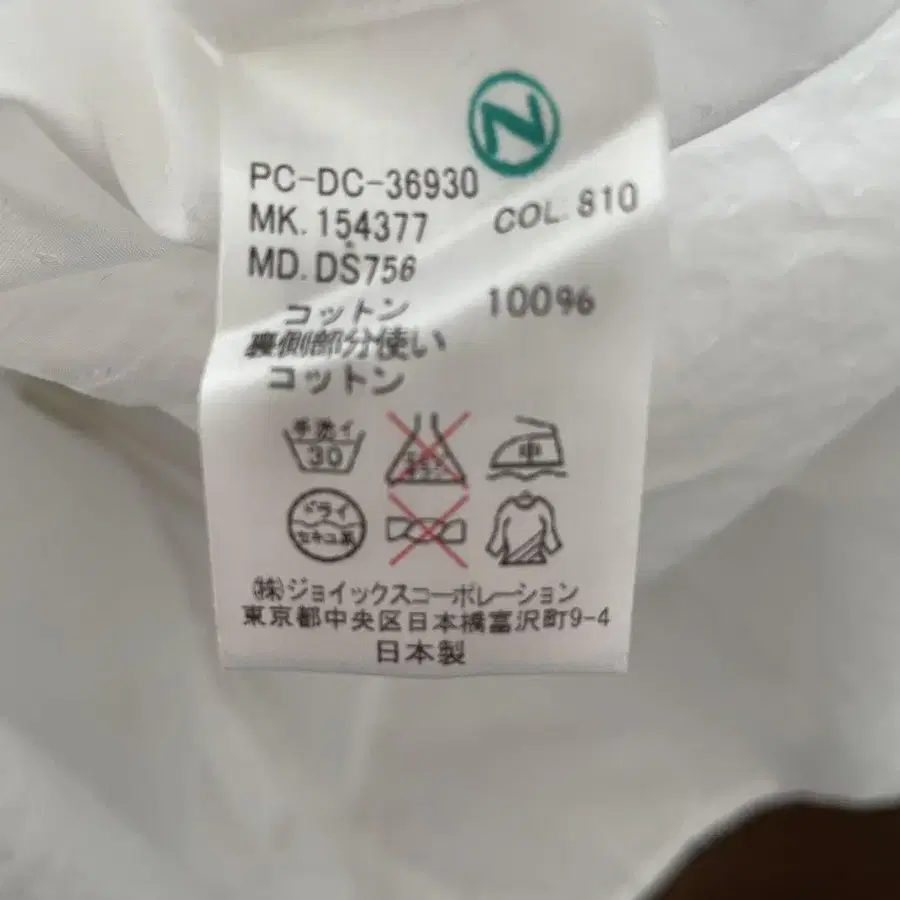 N
PC-DC-36930
COL. 810
MK. 154377
MD. DS756
コットン 100%
裏側部分使い
コットン
手洗イ
30
中
ドライ
セキユ系
㈱ジョイックスコーポレーション
東京都中央区日本橋富沢町9-4
日本製